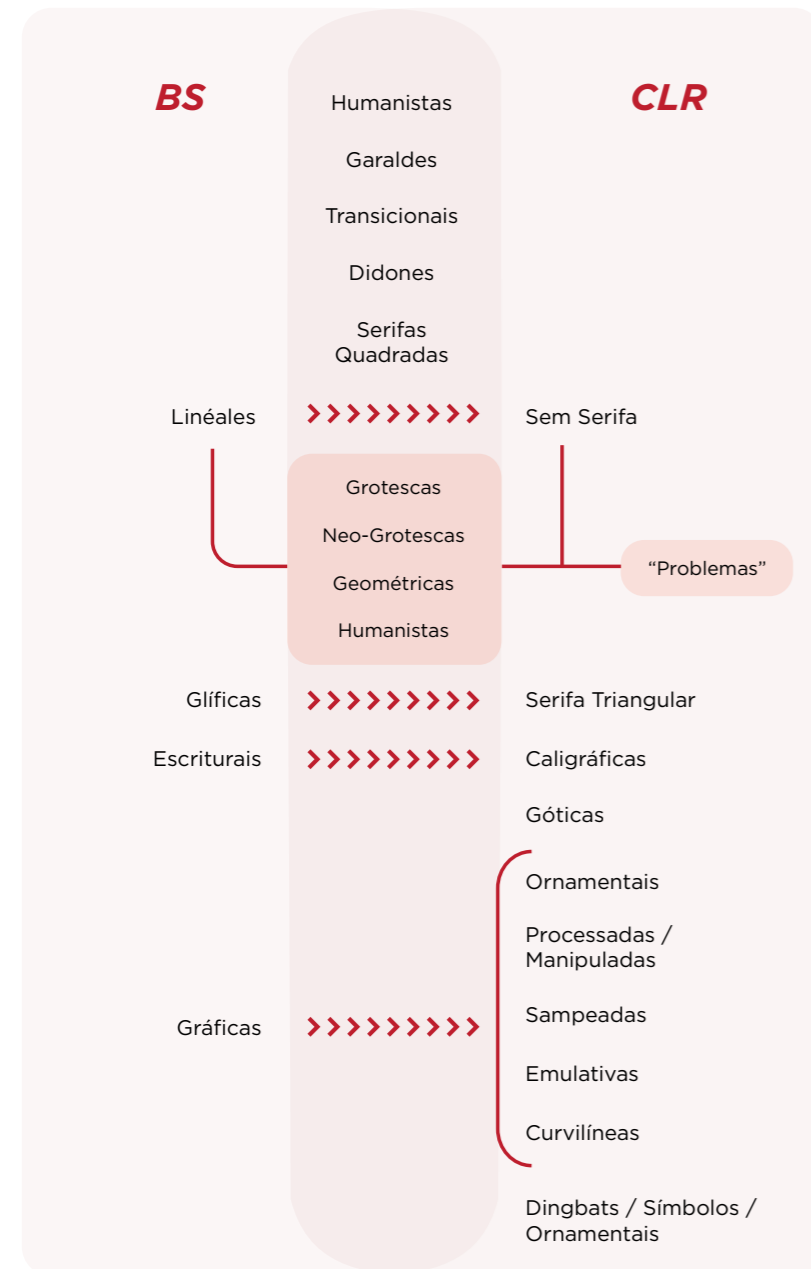 BS
CLR
Humanistas
Garaldes
Transicionais
Didones
Serifas
Quadradas
Linéales
Sem Serifa
Grotescas
Neo-Grotescas
Geométricas
Humanistas
“Problemas”
Glíficas
Serifa Triangular
Escriturais
Caligráficas
Góticas
Ornamentais
Processadas /
Manipuladas
Gráficas
Sampeadas
Emulativas
Curvilíneas
Dingbats / Símbolos /
Ornamentais